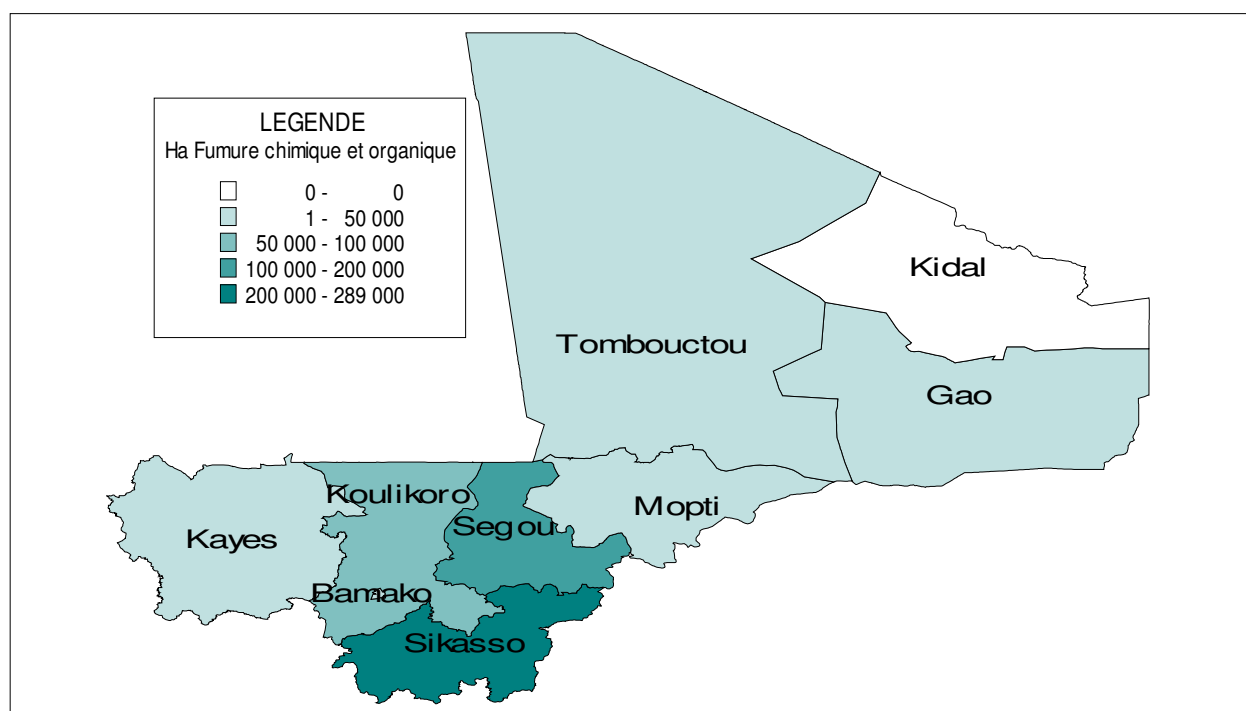 LEGENDE
Ha Fumure chimique et organique
0 - 0
1 - 50 000
50 000 - 100 000
100 000 - 200 000
200 000 - 289 000
Kidal
Tombouctou
Gao
Koulikoro
Mopti
Segou
Kayes
Bamako
Sikasso